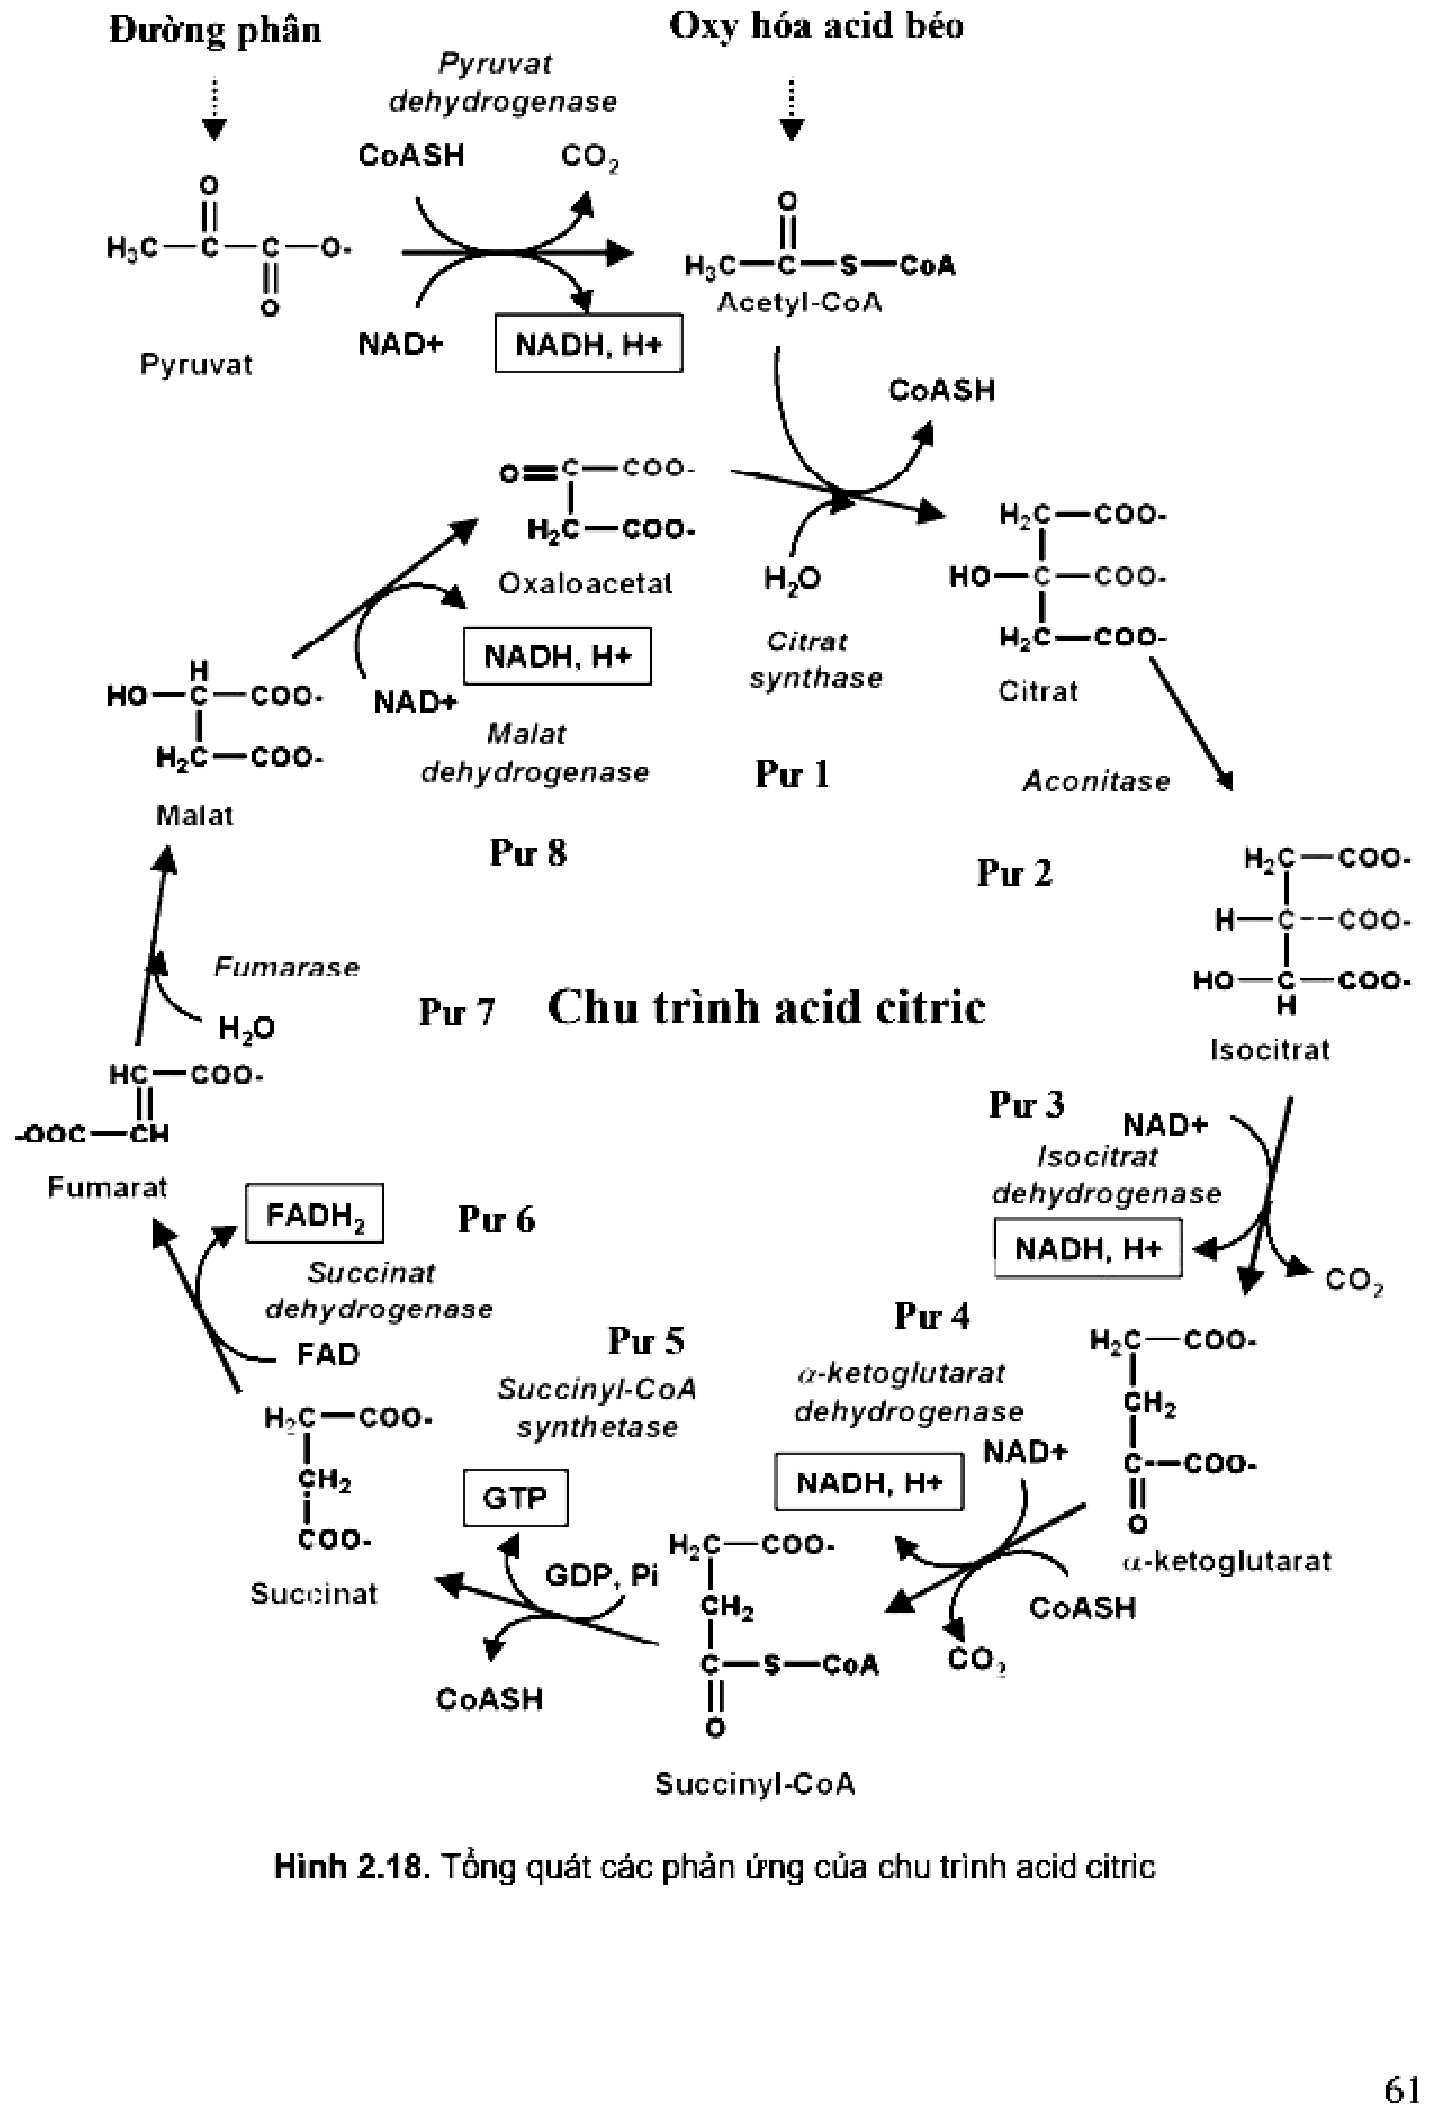 Đường phân
Oxy hóa acid béo
Pyruvat
dehydrogenase
CoASH
CO2
O
H3C—C—C—O-
O
Pyruvat
NAD+
NADH, H+
O
H3C—C—S—CoA
Acetyl-CoA
CoASH
O=C—COO-
H2C—COO-
Oxaloacetat
H2O
Citrat
synthase
Pư 1
H2C—COO-
HO—C—COO-
H2C—COO-
Citrat
Aconitase
Pư 2
H2C—COO-
H—C--COO-
HO—C—COO-
H
Isocitrat
Pư 3
NAD+
Isocitrat
dehydrogenase
NADH, H+
CO2
H2C—COO-
CH2
C--COO-
O
α-ketoglutarat
Pư 4
α-ketoglutarat
dehydrogenase
NAD+
NADH, H+
CoASH
CO2
H2C—COO-
CH2
C—S—CoA
O
Succinyl-CoA
Pư 5
Succinyl-CoA
synthetase
GTP
GDP, Pi
CoASH
H2C—COO-
CH2
COO-
Succinat
Pư 6
FADH2
Succinat
dehydrogenase
FAD
HC—COO-
-OOC—CH
Fumarat
Pư 7
Fumarase
H2O
H
HO—C—COO-
H2C—COO-
Malat
NAD+
NADH, H+
Malat
dehydrogenase
Pư 8
Chu trình acid citric
Hình 2.18. Tổng quát các phản ứng của chu trình acid citric
61